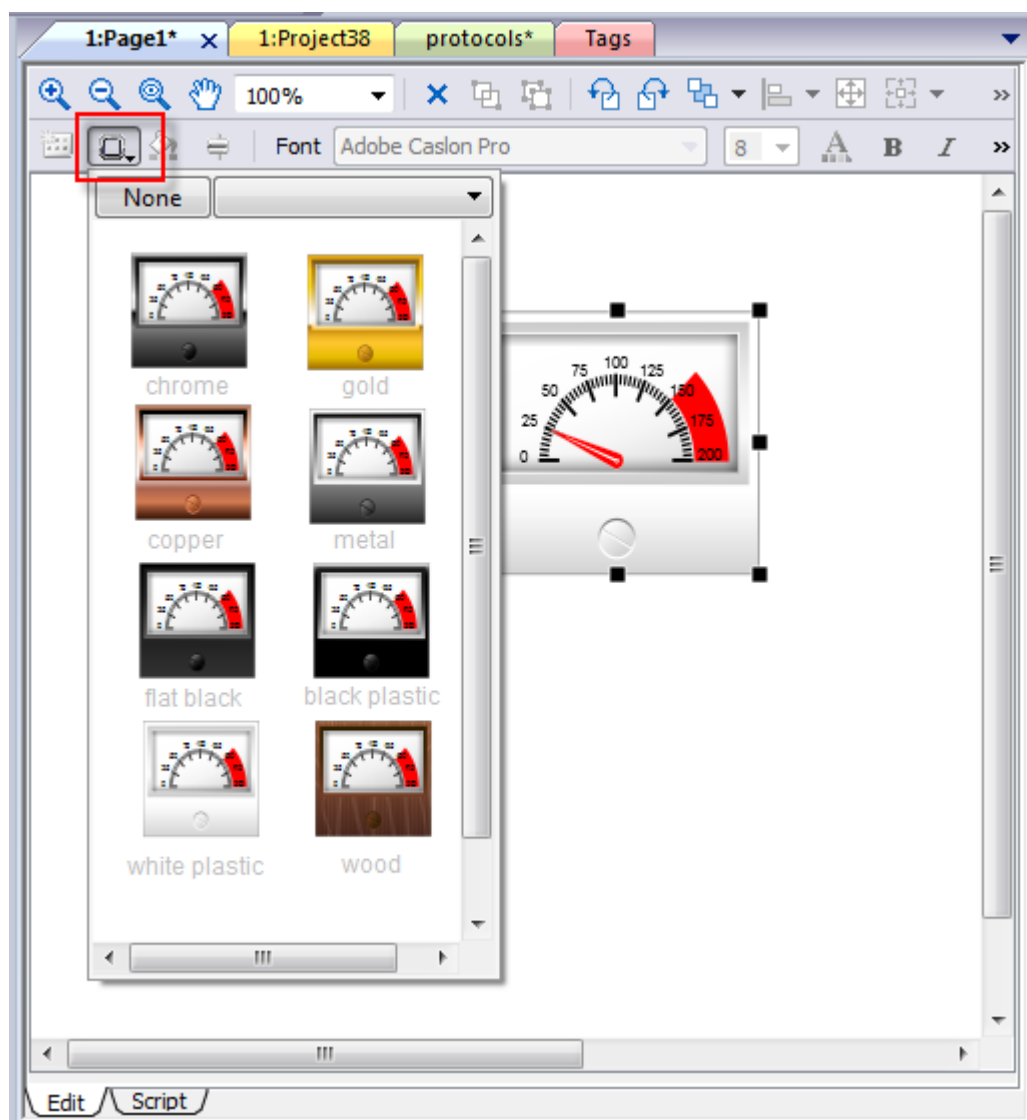 1:Page1* 1:Project38 protocols* Tags
100%
Font Adobe Caslon Pro 8 A B I
None
chrome gold
copper metal
flat black black plastic
white plastic wood
0 25 50 75 100 125 150 175 200
Edit Script